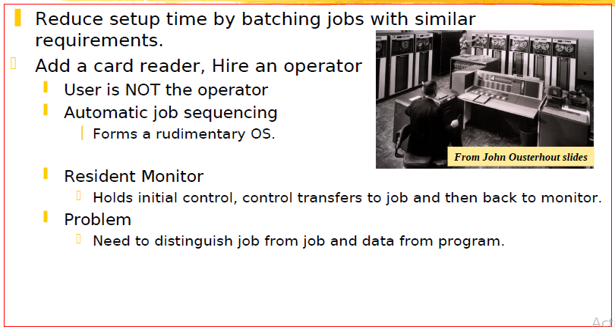 Reduce setup time by batching jobs with similar
requirements.
Add a card reader, Hire an operator
User is NOT the operator
Automatic job sequencing
Forms a rudimentary OS.
From John Ousterhout slides
Resident Monitor
Holds initial control, control transfers to job and then back to monitor.
Problem
Need to distinguish job from job and data from program.